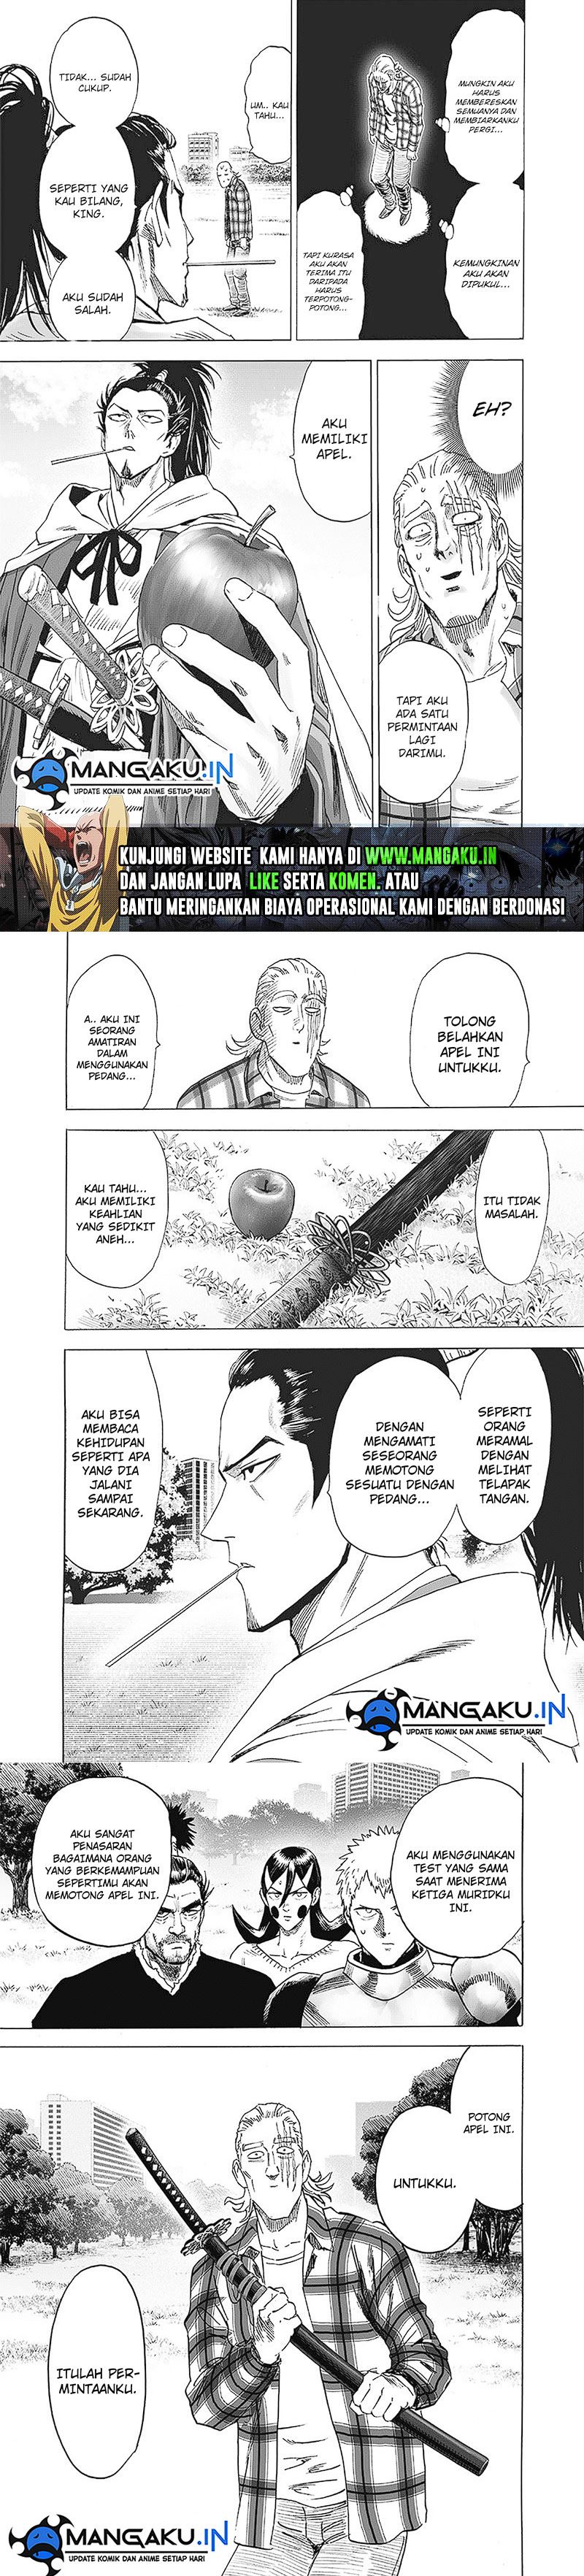 MUNGKIN AKU
HARUS
MEMBERESKAN
SEMUANYA DAN
MEMBIARKANKU
PERGI...
KEMUNGKINAN
AKU AKAN
DIPUKUL...
TAPI KURASA
AKU AKAN
TERIMA ITU
DARIPADA
HARUS
TERPOTONG-
POTONG...
UM.. KAU
TAHU...
TIDAK... SUDAH
CUKUP.
SEPERTI YANG
KAU BILANG,
KING.
AKU SUDAH
SALAH.
EH?
TAPI AKU
ADA SATU
PERMINTAAN
LAGI
DARIMU.
AKU
MEMILIKI
APEL.
MANGAKU.IN
UPDATE KOMIK DAN ANIME SETIAP HARI
KUNJUNGI WEBSITE KAMI HANYA DI WWW.MANGAKU.IN
DAN JANGAN LUPA LIKE SERTA KOMEN. ATAU
BANTU MERINGANKAN BIAYA OPERASIONAL KAMI DENGAN BERDONASI
TOLONG
BELAHKAN
APEL INI
UNTUKKU.
A.. AKU INI
SEORANG
AMATIRAN
DALAM
MENGGUNAKAN
PEDANG...
ITU TIDAK
MASALAH.
KAU TAHU...
AKU MEMILIKI
KEAHLIAN
YANG SEDIKIT
ANEH...
SEPERTI
ORANG
MERAMAL
DENGAN
MELIHAT
TELAPAK
TANGAN.
DENGAN
MENGAMATI
SESEORANG
MEMOTONG
SESUATU DENGAN
PEDANG...
AKU BISA
MEMBACA
KEHIDUPAN
SEPERTI APA
YANG DIA
JALANI
SAMPAI
SEKARANG.
MANGAKU.IN
UPDATE KOMIK DAN ANIME SETIAP HARI
AKU MENGGUNAKAN
TEST YANG SAMA
SAAT MENERIMA
KETIGA MURIDKU
INI.
AKU SANGAT
PENASARAN
BAGAIMANA ORANG
YANG BERKEMAMPUAN
SEPERTIMU AKAN
MEMOTONG APEL INI.
POTONG
APEL INI.
UNTUKKU.
ITULAH PER-
MINTAANKU.
MANGAKU.IN
UPDATE KOMIK DAN ANIME SETIAP HARI